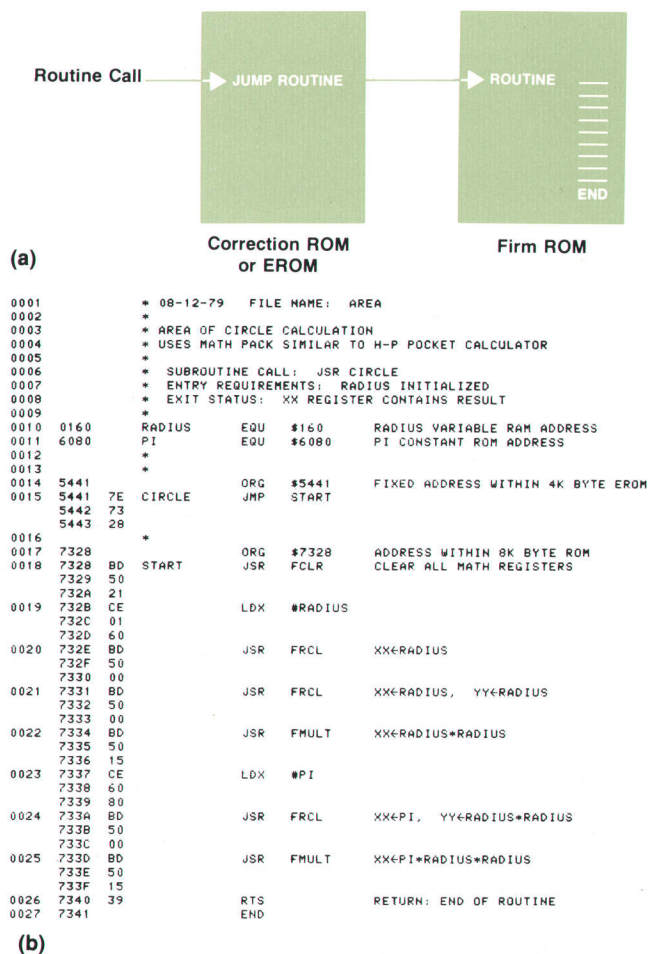 Routine Call
JUMP ROUTINE
ROUTINE
END
Correction ROM
or EROM
Firm ROM
(a)
0001 * 08-12-79 FILE NAME: AREA
0002 *
0003 * AREA OF CIRCLE CALCULATION
0004 * USES MATH PACK SIMILAR TO H-P POCKET CALCULATOR
0005 *
0006 * SUBROUTINE CALL: JSR CIRCLE
0007 * ENTRY REQUIREMENTS: RADIUS INITIALIZED
0008 * EXIT STATUS: XX REGISTER CONTAINS RESULT
0009 *
0010 0160 RADIUS EQU $160 RADIUS VARIABLE RAM ADDRESS
0011 6080 PI EQU $6080 PI CONSTANT ROM ADDRESS
0012 *
0013 *
0014 5441 ORG $5441 FIXED ADDRESS WITHIN 4K BYTE EROM
0015 5441 7E CIRCLE JMP START
5442 73
5443 28
0016 *
0017 7328 ORG $7328 ADDRESS WITHIN 8K BYTE ROM
0018 7328 BD START JSR FCLR CLEAR ALL MATH REGISTERS
7329 50
732A 21
0019 732B CE LDX #RADIUS
732C 01
732D 60
0020 732E BD JSR FRCL XX←RADIUS
732F 50
7330 00
0021 7331 BD JSR FRCL XX←RADIUS, YY←RADIUS
7332 50
7333 00
0022 7334 BD JSR FMULT XX←RADIUS*RADIUS
7335 50
7336 15
0023 7337 CE LDX #PI
7338 60
7339 80
0024 733A BD JSR FRCL XX←PI, YY←RADIUS*RADIUS
733B 50
733C 00
0025 733D BD JSR FMULT XX←PI*RADIUS*RADIUS
733E 50
733F 15
0026 7340 39 RTS RETURN: END OF ROUTINE
0027 7341 END
(b)